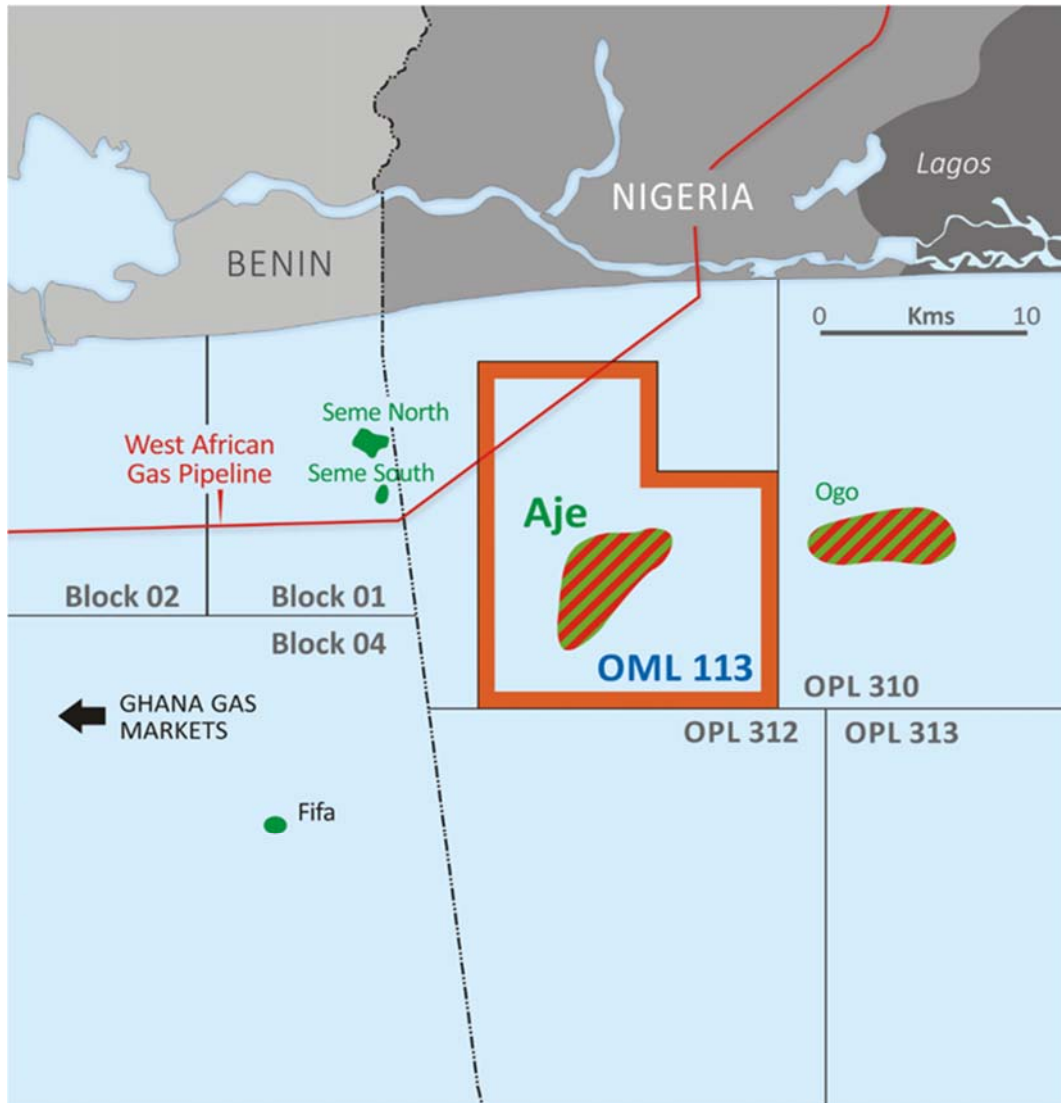 Lagos
NIGERIA
BENIN
0 Kms 10
Seme North
West African
Gas Pipeline
Seme South
Ogo
Aje
Block 02
Block 01
Block 04
OML 113
OPL 310
GHANA GAS
MARKETS
OPL 312
OPL 313
Fifa